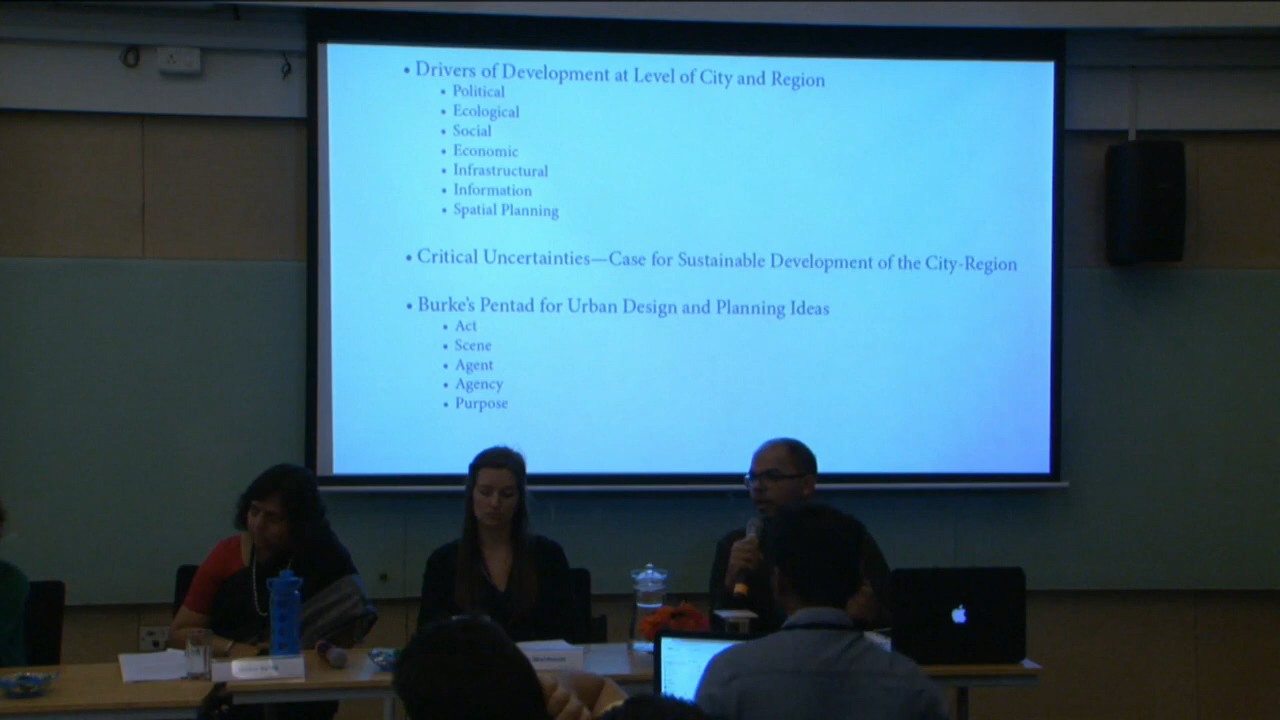 • Drivers of Development at Level of City and Region
• Political
• Ecological
• Social
• Economic
• Infrastructural
• Information
• Spatial Planning
• Critical Uncertainties—Case for Sustainable Development of the City-Region
• Burke's Pentad for Urban Design and Planning Ideas
• Act
• Scene
• Agent
• Agency
• Purpose